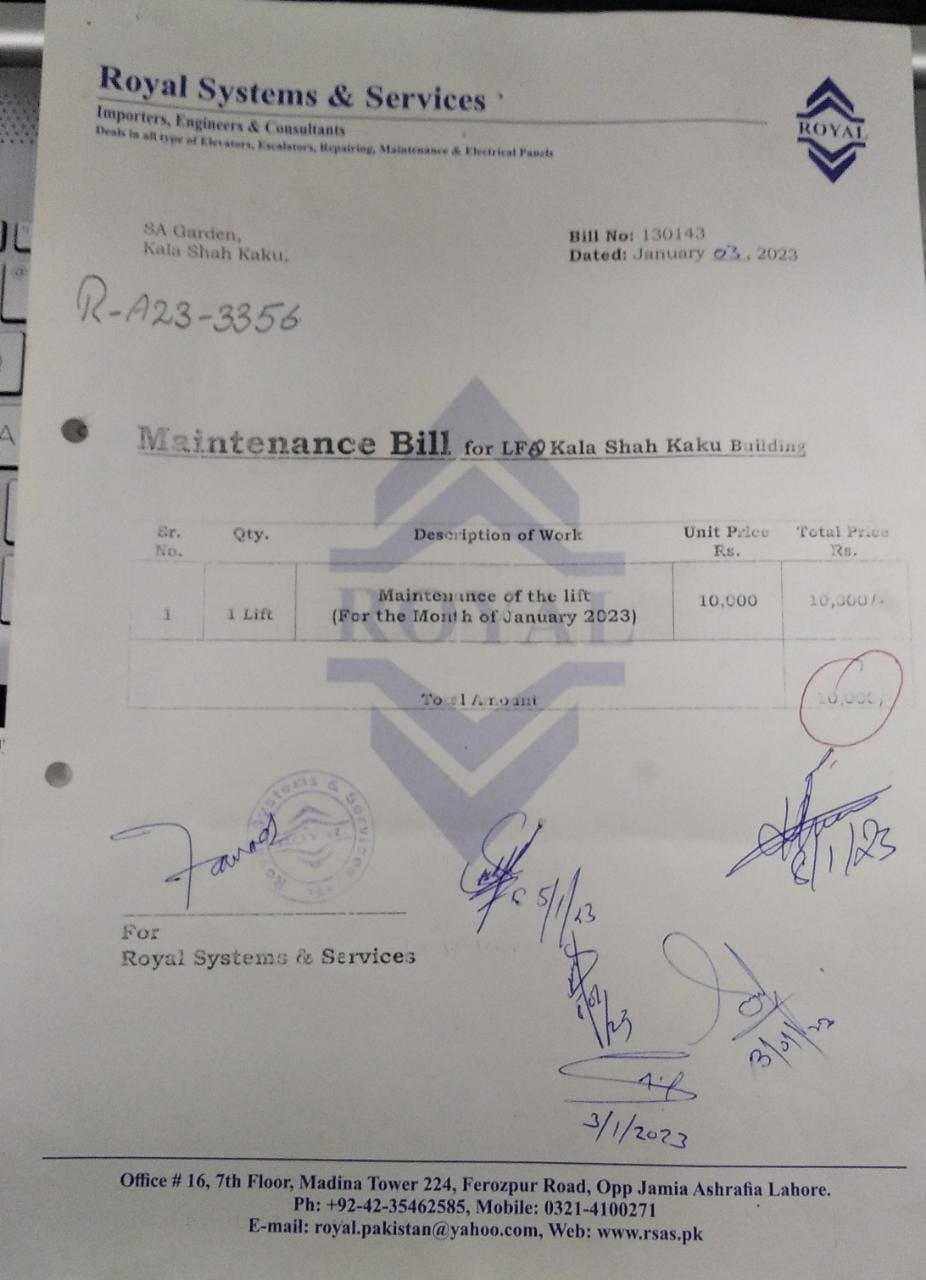 Royal Systems & Services
Importers, Engineers & Consultants
Deals in all type of Elevators, Escalators, Repairing, Maintenance & Electrical Panels
ROYAL
SA Garden,
Kala Shah Kaku,
Bill No: 130143
Dated: January 03, 2023
R-A23-3356
Maintenance Bill for LF Kala Shah Kaku Building
Sr. No. Qty. Description of Work Unit Price Rs. Total Price Rs.
1 1 Lift Maintenance of the lift 10,000 10,000/-
(For the Month of January 2023)
ROYAL
Total Amount 10,000/-
Royal Systems & Services
Farooq
5/1/23
8/1/23
For
Royal Systems & Services
3/01/23
3/1/2023
Office # 16, 7th Floor, Madina Tower 224, Ferozpur Road, Opp Jamia Ashrafia Lahore.
Ph: +92-42-35462585, Mobile: 0321-4100271
E-mail: royal.pakistan@yahoo.com, Web: www.rsas.pk